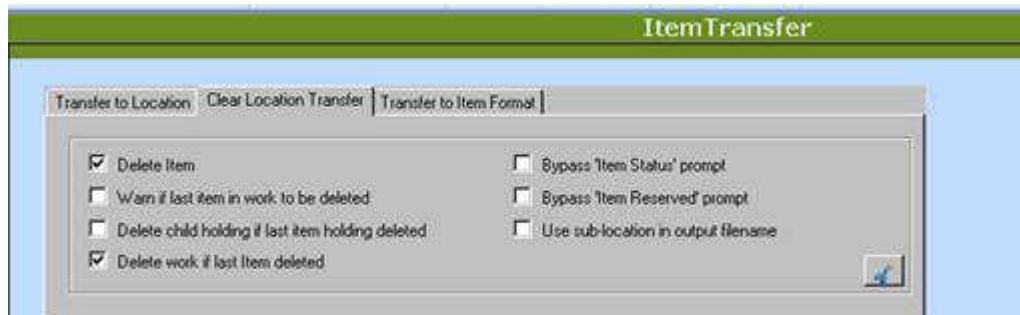 ItemTransfer
Transfer to Location Clear Location Transfer Transfer to Item Format
Delete Item
Warn if last item in work to be deleted
Delete child holding if last item holding deleted
Delete work if last Item deleted
Bypass 'Item Status' prompt
Bypass 'Item Reserved' prompt
Use sub-location in output filename